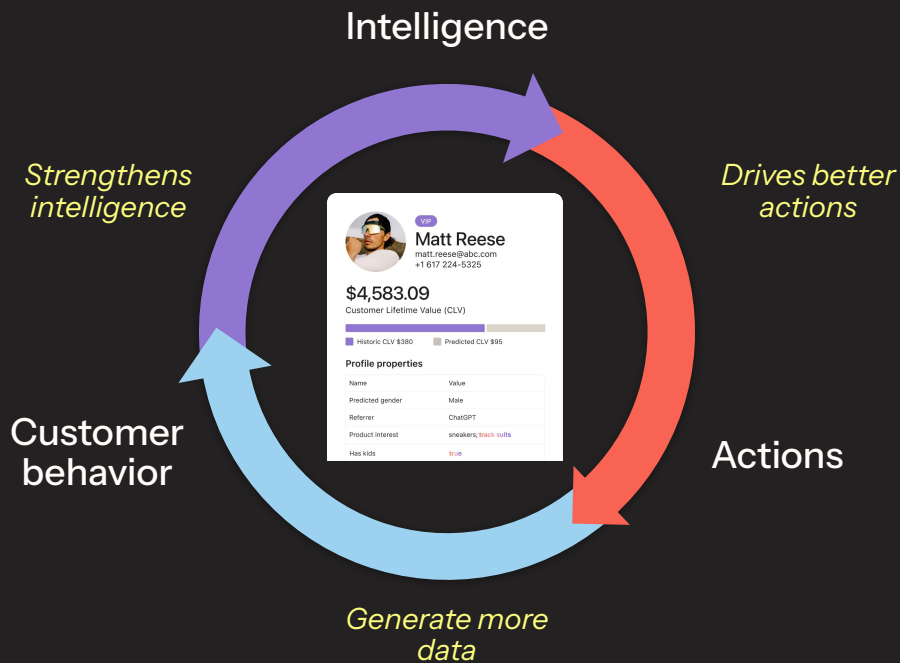 Intelligence
Strengthens
intelligence
Drives better
actions
VIP
Matt Reese
matt.reese@abc.com
+1 617 224-5325
$4,583.09
Customer Lifetime Value (CLV)
Historic CLV $380 Predicted CLV $95
Profile properties
Name Value
Predicted gender Male
Referrer ChatGPT
Product interest sneakers; track suits
Has kids true
Customer
behavior
Actions
Generate more
data